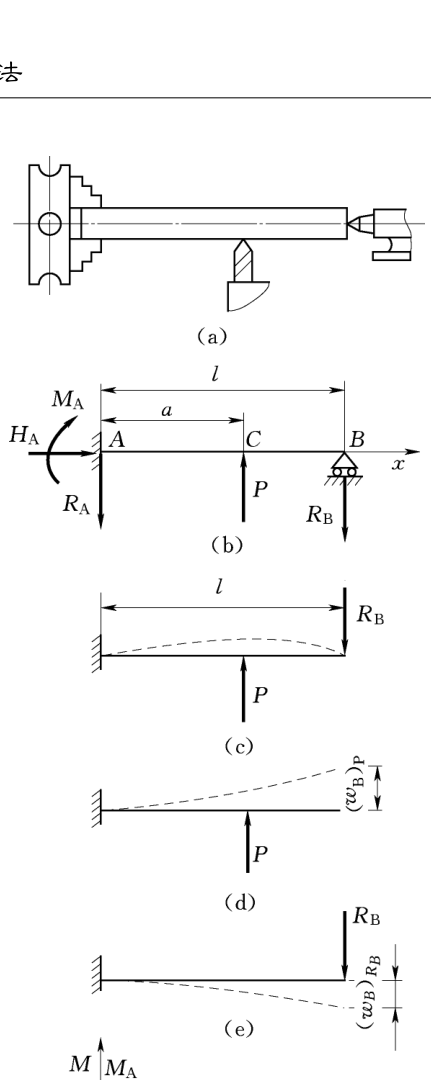 法
(a)
l
M_A
a
H_A
A
C
B
x
R_A
P
R_B
(b)
l
R_B
P
(c)
(w_B)_P
P
(d)
R_B
(w_B)_{R_B}
(e)
M
M_A